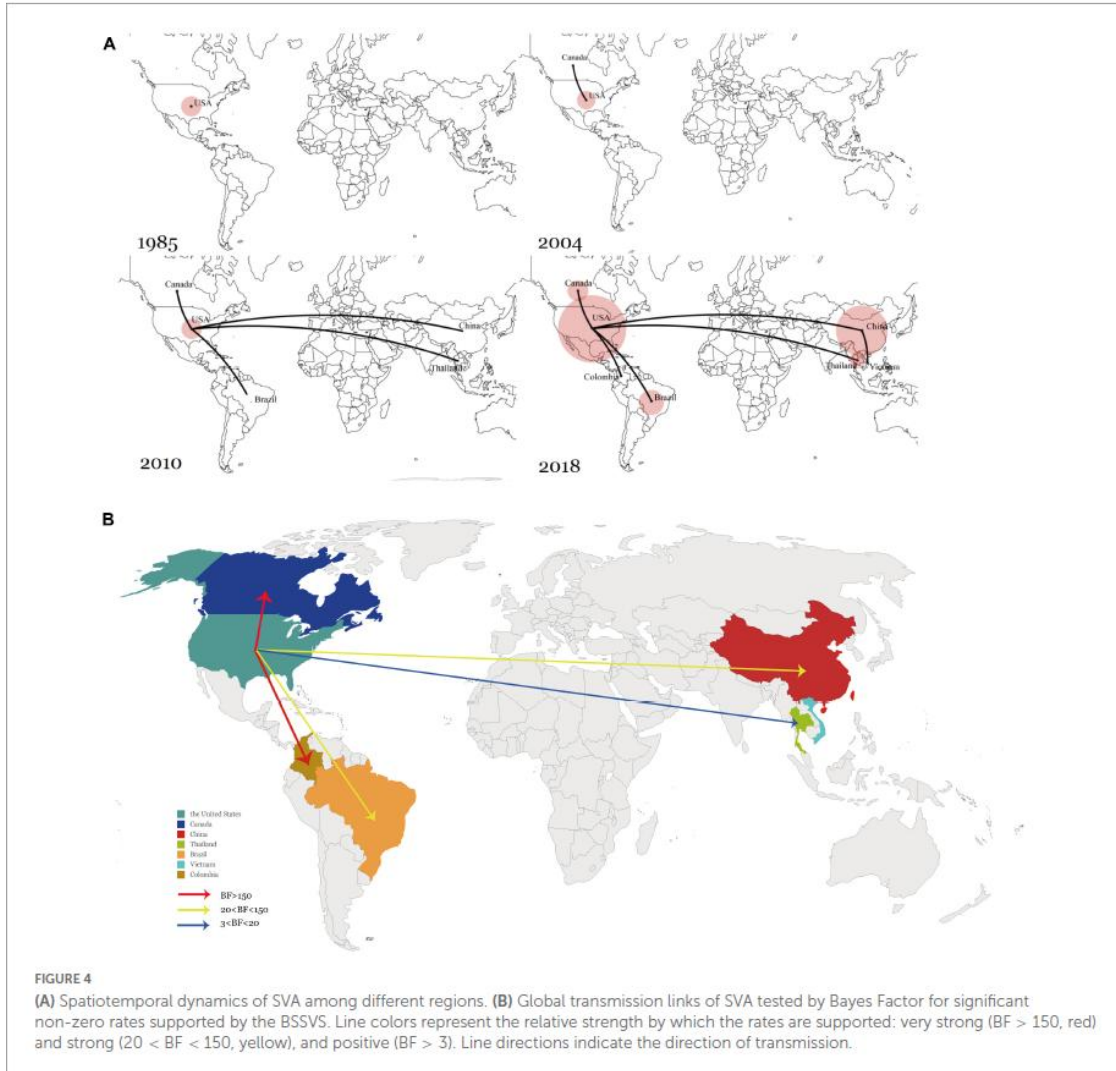 A
USA
1985
Canada
USA
2004
Canada
USA
China
Thailand
Brazil
2010
Canada
USA
China
Thailand
Vietnam
Colombia
Brazil
2018
B
the United States
Canada
China
Thailand
Brazil
Vietnam
Colombia
BF>150
20<BF<150
3<BF<20
FIGURE 4
(A) Spatiotemporal dynamics of SVA among different regions. (B) Global transmission links of SVA tested by Bayes Factor for significant
non-zero rates supported by the BSSVS. Line colors represent the relative strength by which the rates are supported: very strong (BF > 150, red)
and strong (20 < BF < 150, yellow), and positive (BF > 3). Line directions indicate the direction of transmission.